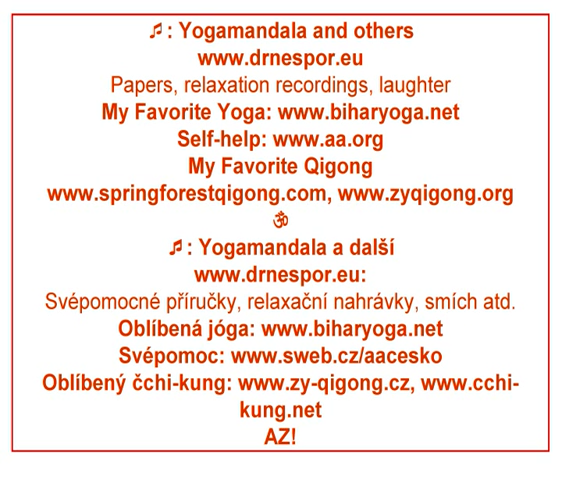 ♫: Yogamandala and others
www.drnespor.eu
Papers, relaxation recordings, laughter
My Favorite Yoga: www.biharyoga.net
Self-help: www.aa.org
My Favorite Qigong
www.springforestqigong.com, www.zyqigong.org
ॐ
♫: Yogamandala a další
www.drnespor.eu:
Svépomocné příručky, relaxační nahrávky, smích atd.
Oblíbená jóga: www.biharyoga.net
Svépomoc: www.sweb.cz/aacesko
Oblíbený čchi-kung: www.zy-qigong.cz, www.cchi-
kung.net
AZ!